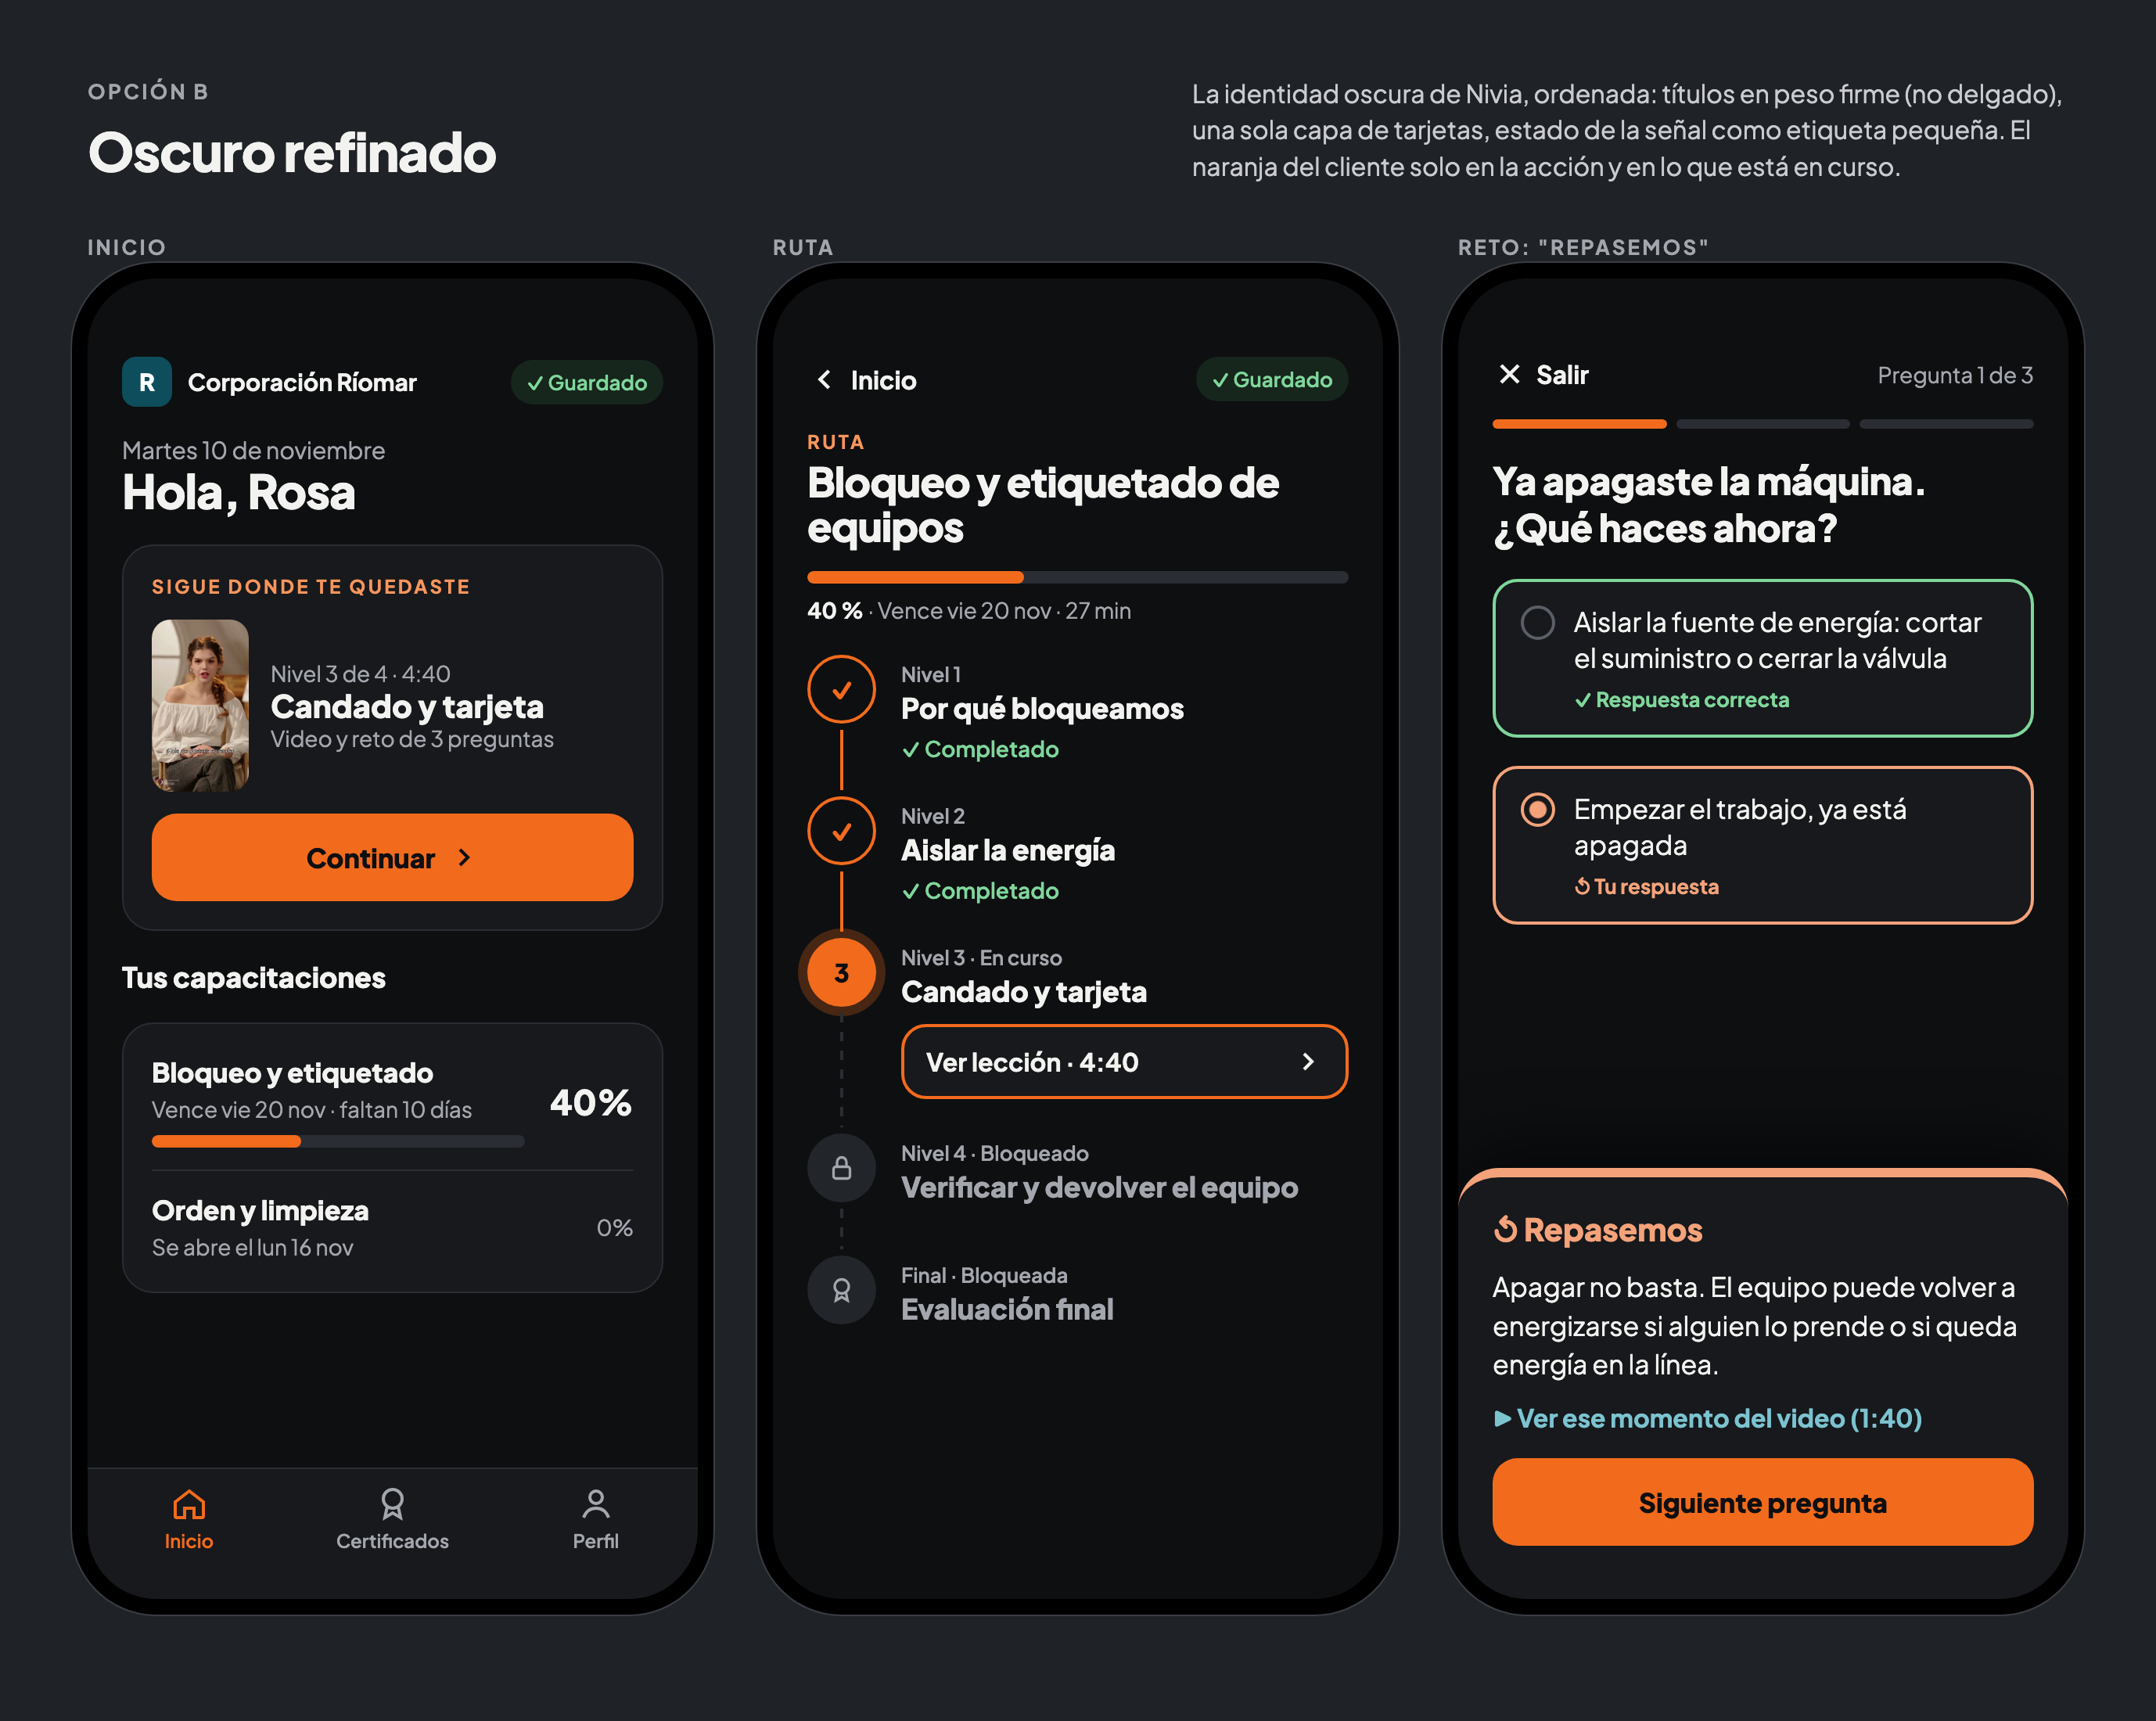 OPCIÓN B
Oscuro refinado
La identidad oscura de Nivia, ordenada: títulos en peso firme (no delgado),
una sola capa de tarjetas, estado de la señal como etiqueta pequeña. El
naranja del cliente solo en la acción y en lo que está en curso.
INICIO
R
Corporación Ríomar
✓ Guardado
Martes 10 de noviembre
Hola, Rosa
SIGUE DONDE TE QUEDASTE
Nivel 3 de 4 · 4:40
Candado y tarjeta
Video y reto de 3 preguntas
Continuar
Tus capacitaciones
Bloqueo y etiquetado
Vence vie 20 nov · faltan 10 días
40%
Orden y limpieza
Se abre el lun 16 nov
0%
Inicio
Certificados
Perfil
RUTA
Inicio
✓ Guardado
RUTA
Bloqueo y etiquetado de
equipos
40 % · Vence vie 20 nov · 27 min
Nivel 1
Por qué bloqueamos
✓ Completado
Nivel 2
Aislar la energía
✓ Completado
3
Nivel 3 · En curso
Candado y tarjeta
Ver lección · 4:40
Nivel 4 · Bloqueado
Verificar y devolver el equipo
Final · Bloqueada
Evaluación final
RETO: "REPASEMOS"
Salir
Pregunta 1 de 3
Ya apagaste la máquina.
¿Qué haces ahora?
Aislar la fuente de energía: cortar
el suministro o cerrar la válvula
✓ Respuesta correcta
Empezar el trabajo, ya está
apagada
Tu respuesta
Repasemos
Apagar no basta. El equipo puede volver a
energizarse si alguien lo prende o si queda
energía en la línea.
Ver ese momento del video (1:40)
Siguiente pregunta